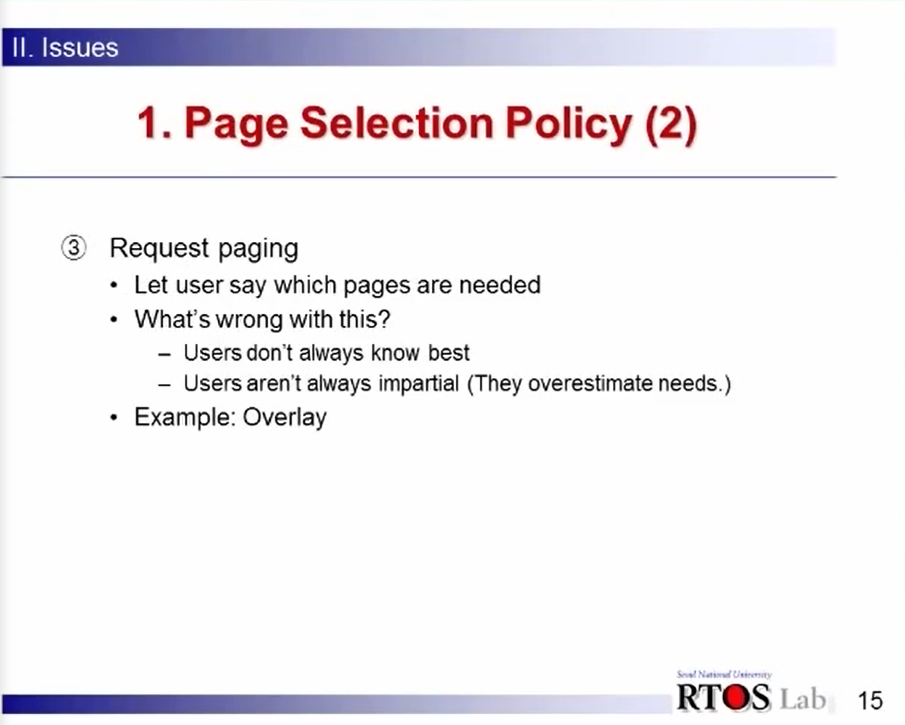 II. Issues
1. Page Selection Policy (2)
③ Request paging
• Let user say which pages are needed
• What's wrong with this?
– Users don't always know best
– Users aren't always impartial (They overestimate needs.)
• Example: Overlay
Seoul National University
RTOS Lab
15